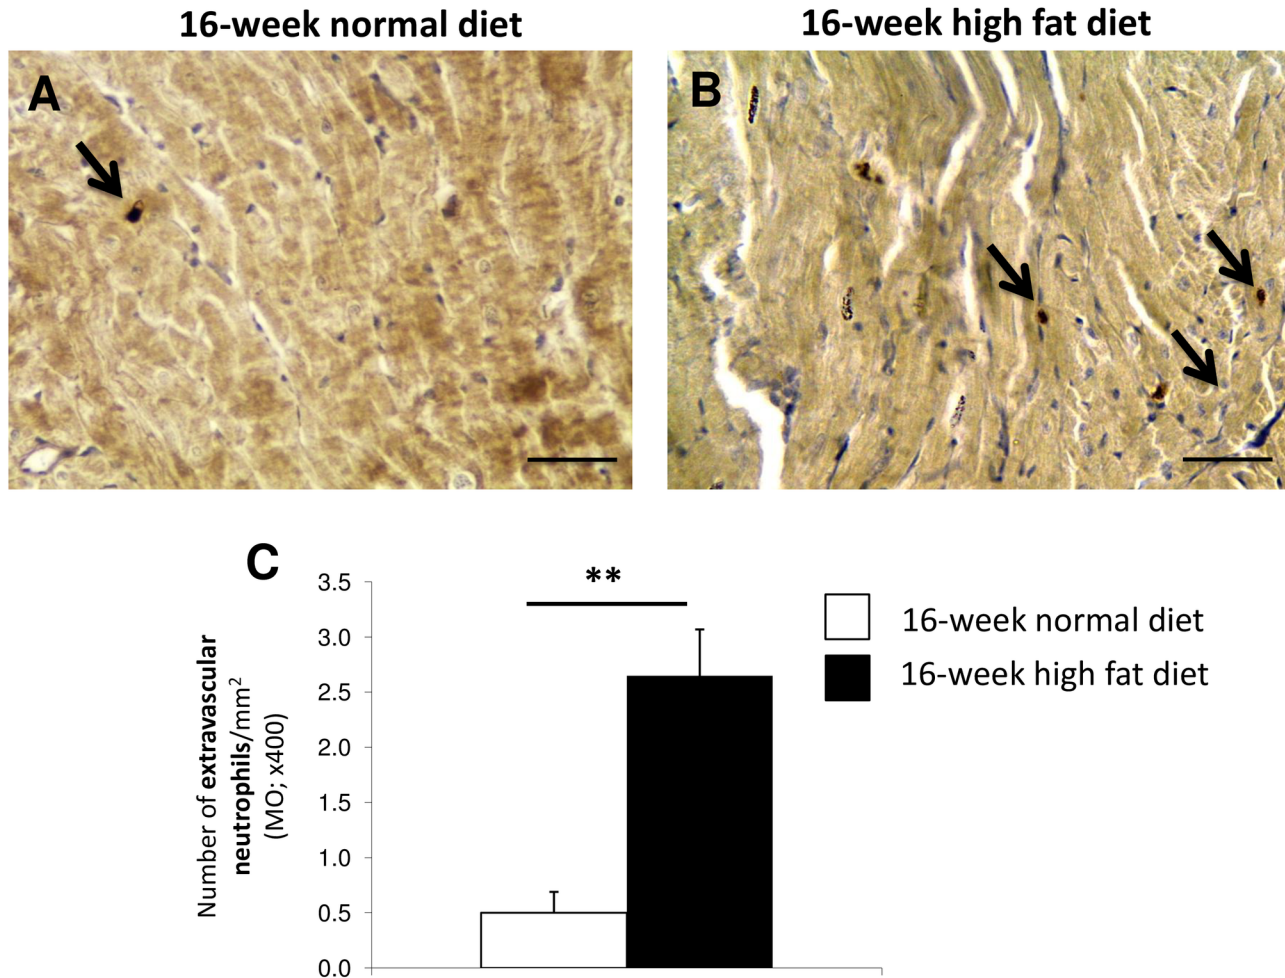 16-week normal diet
16-week high fat diet
A
B
C
**
3.5
3.0
2.5
2.0
1.5
1.0
0.5
0.0
Number of extravascular
neutrophils/mm²
(MO; x400)
16-week normal diet
16-week high fat diet